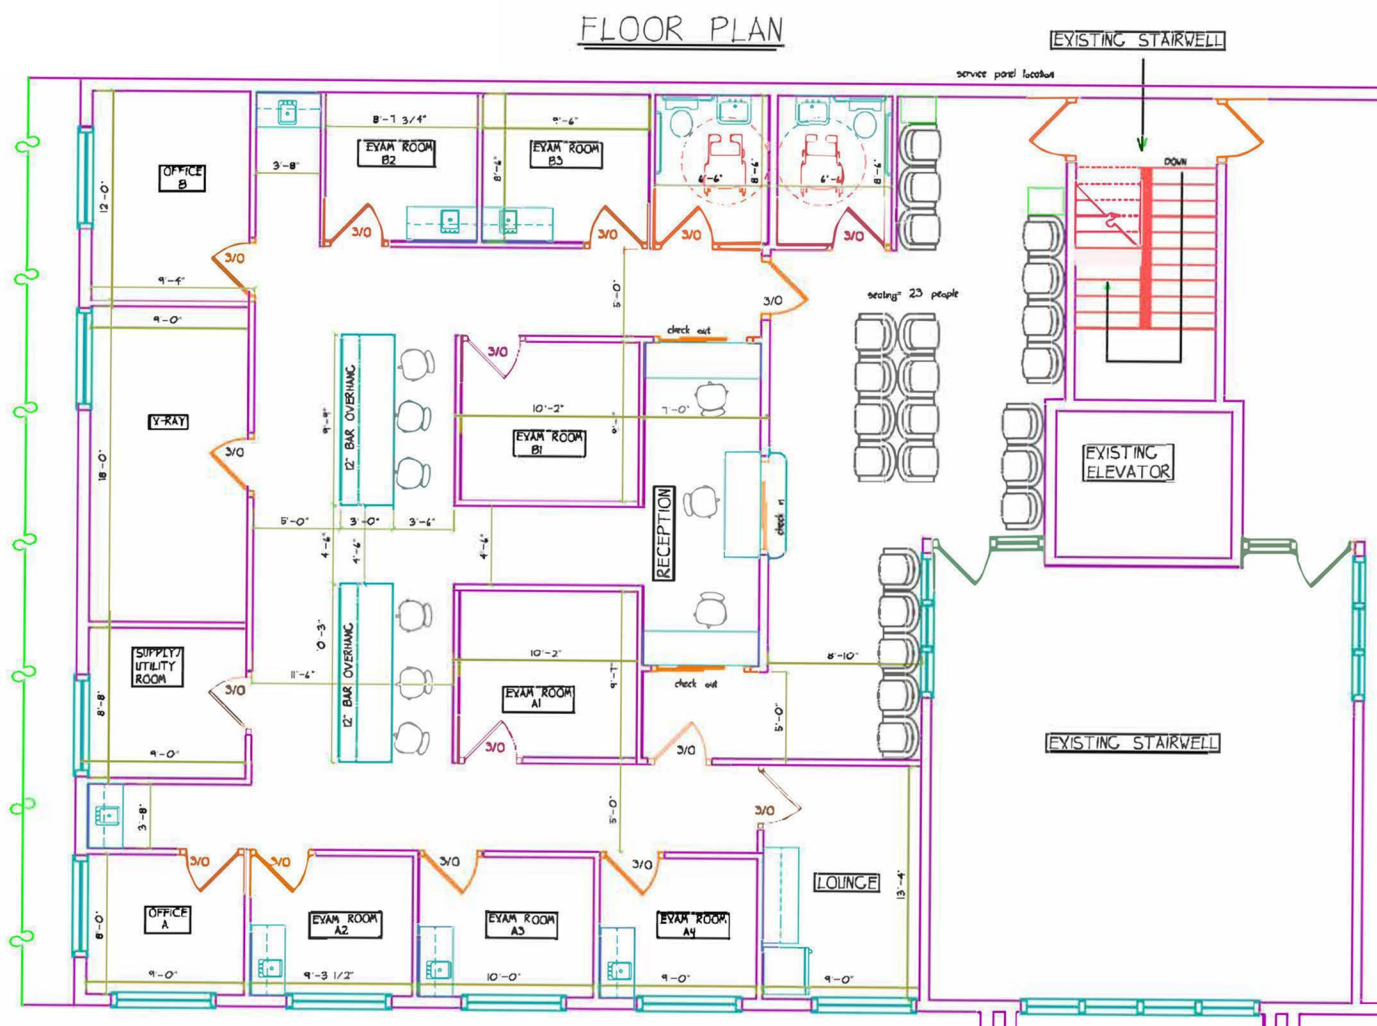 FLOOR PLAN
EXISTING STAIRWELL
service panel location
8'-7 3/4"
9'-6"
EXAM ROOM
B2
EXAM ROOM
B3
OFFICE
B
3'-8"
8'-6"
6'-6"
8'-6"
6'-6"
8'-6"
DOWN
12'-0"
3/0
3/0
3/0
3/0
3/0
9'-4"
5'-0"
3/0
seating= 23 people
9'-0"
check out
3/0
12" BAR OVERHANG
9'-9"
10'-2"
7'-0"
X-RAY
EXAM ROOM
B1
3/0
18'-0"
EXISTING
ELEVATOR
RECEPTION
check in
5'-0"
3'-0"
3'-6"
4'-6"
4'-6"
4'-6"
12" BAR OVERHANG
SUPPLY/
UTILITY
ROOM
10'-2"
9'-7"
8'-10"
11'-6"
3/0
8'-8"
check out
EXAM ROOM
A1
9'-0"
3/0
3/0
5'-0"
EXISTING STAIRWELL
3'-8"
5'-0"
3/0
3/0
3/0
3/0
3/0
LOUNGE
13'-4"
OFFICE
A
EXAM ROOM
A2
EXAM ROOM
A3
EXAM ROOM
A4
8'-0"
9'-0"
9'-3 1/2"
10'-0"
9'-0"
9'-0"